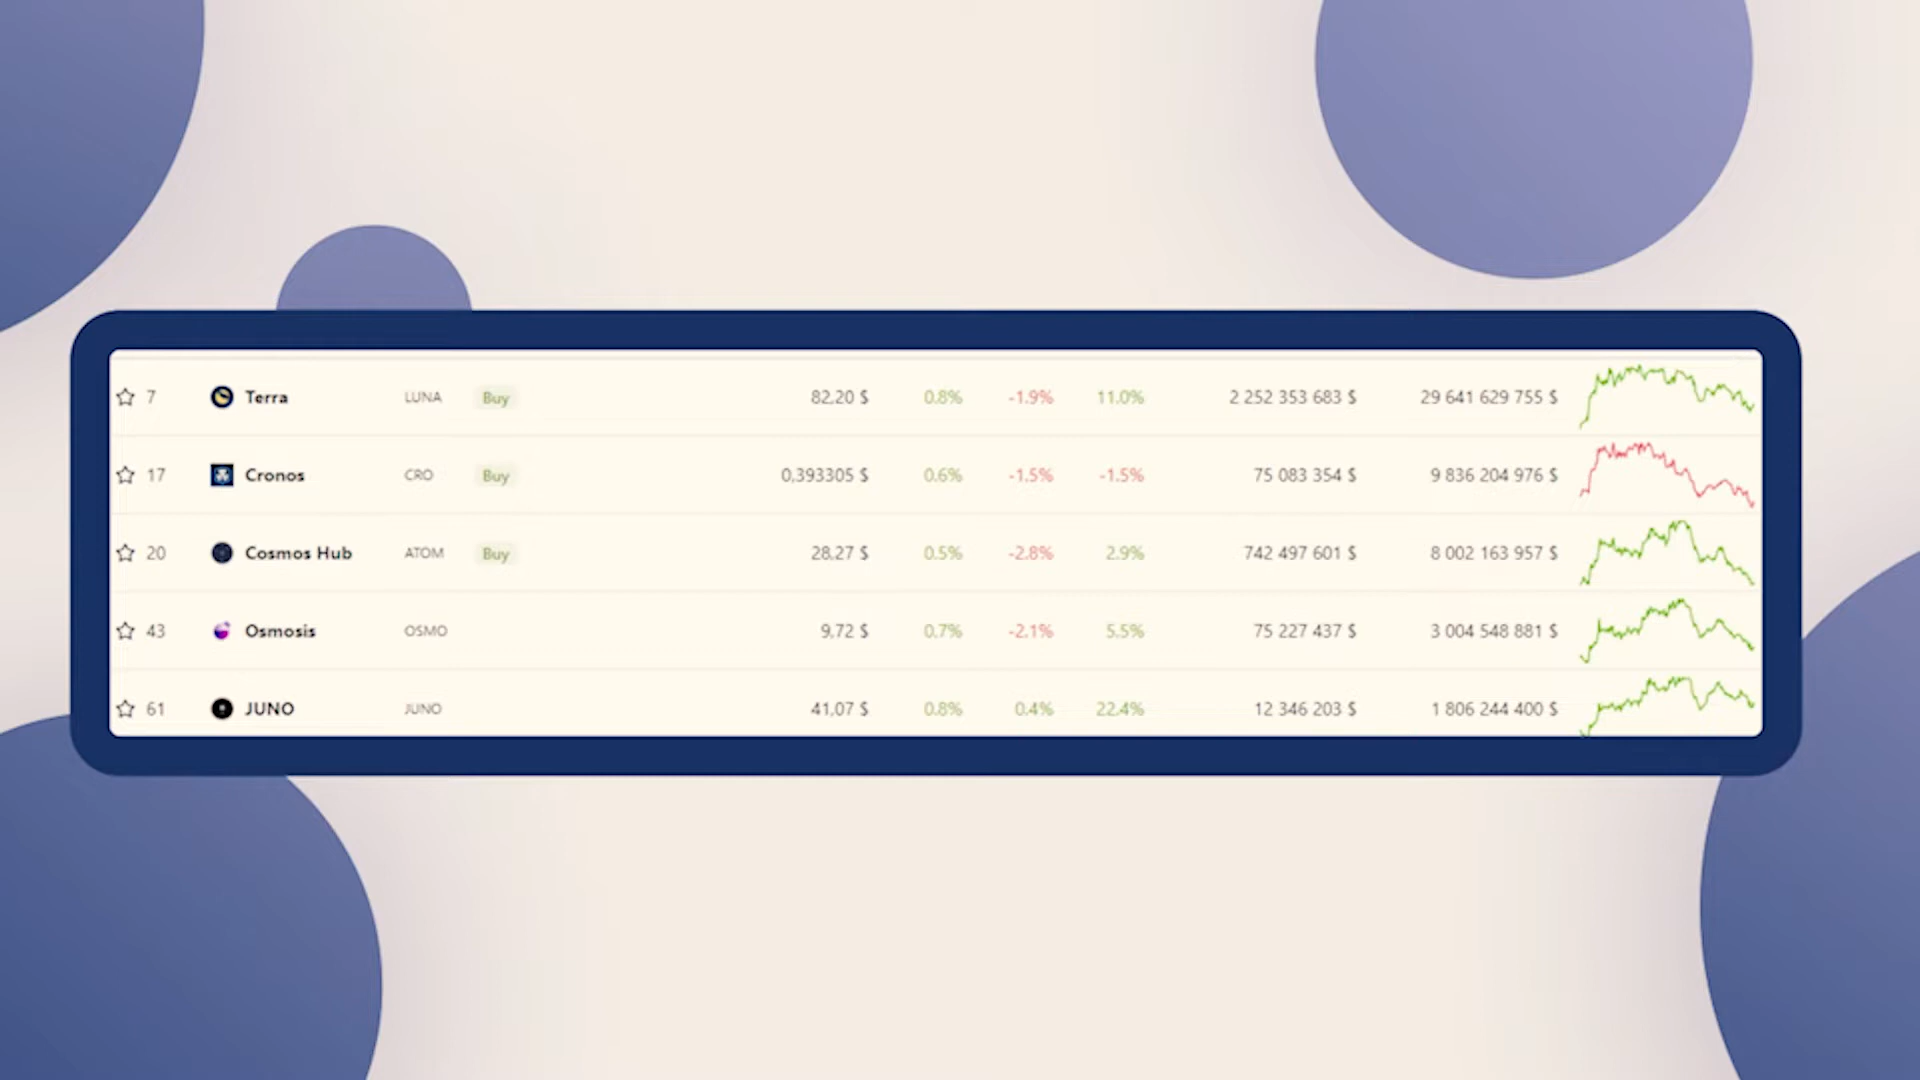 7 Terra LUNA Buy 82,20 $ 0.8% -1.9% 11.0% 2 252 353 683 $ 29 641 629 755 $
17 Cronos CRO Buy 0,393305 $ 0.6% -1.5% -1.5% 75 083 354 $ 9 836 204 976 $
20 Cosmos Hub ATOM Buy 28,27 $ 0.5% -2.8% 2.9% 742 497 601 $ 8 002 163 957 $
43 Osmosis OSMO 9,72 $ 0.7% -2.1% 5.5% 75 227 437 $ 3 004 548 881 $
61 JUNO JUNO 41,07 $ 0.8% 0.4% 22.4% 12 346 203 $ 1 806 244 400 $